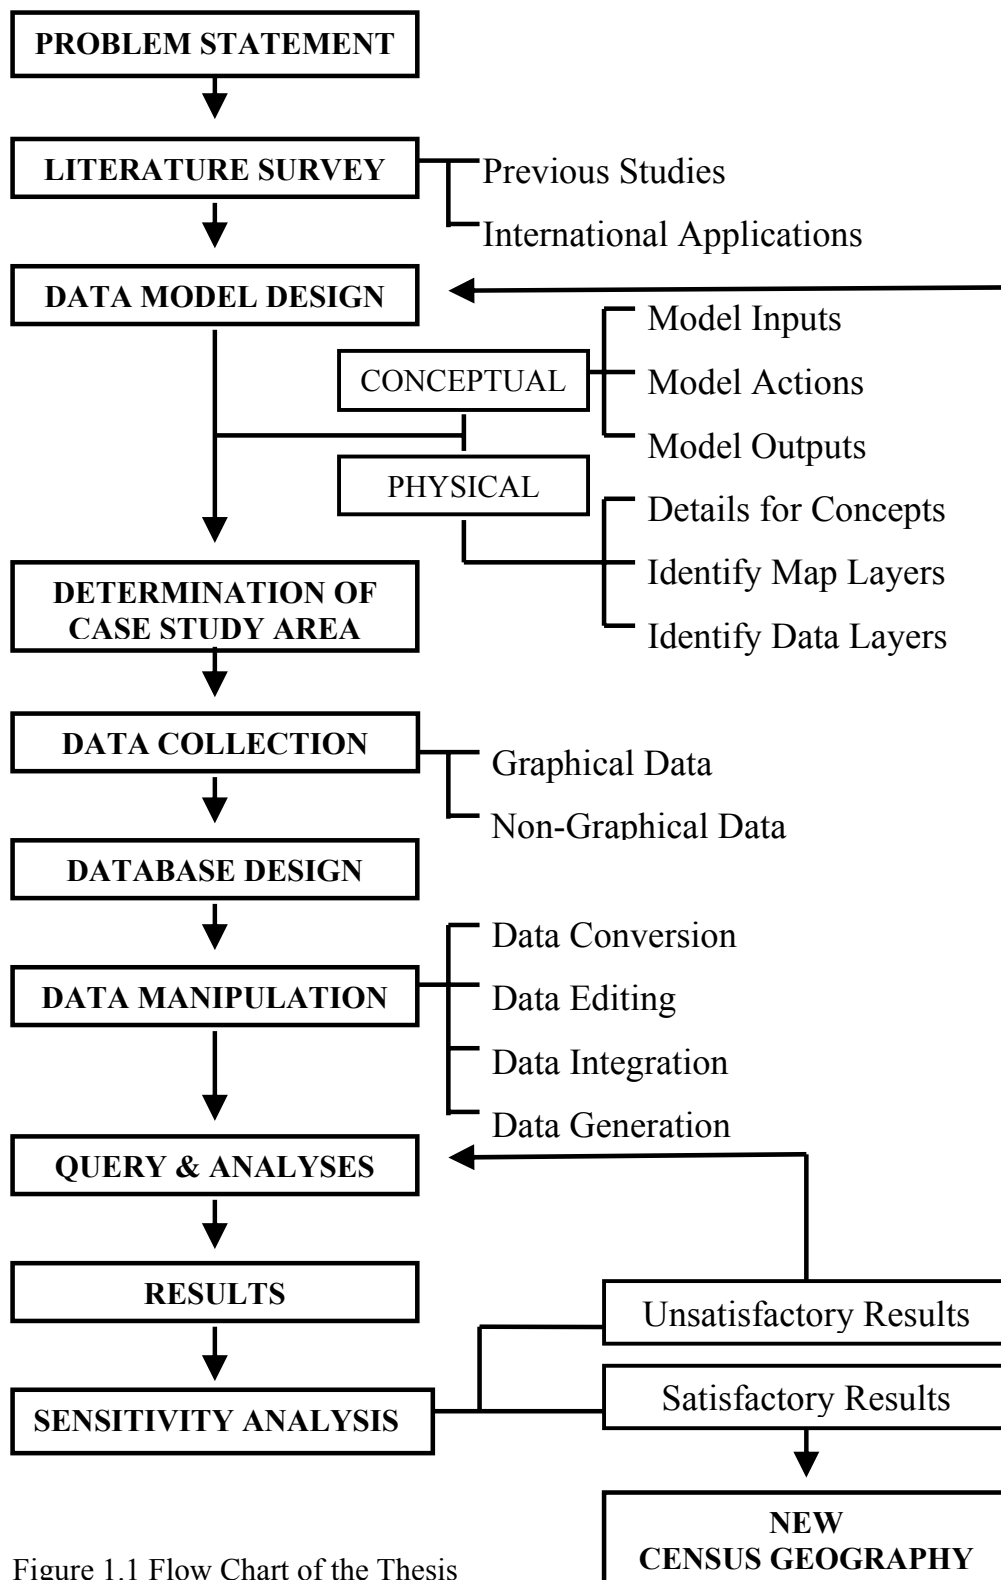 PROBLEM STATEMENT
LITERATURE SURVEY
Previous Studies
International Applications
DATA MODEL DESIGN
Model Inputs
CONCEPTUAL
Model Actions
Model Outputs
PHYSICAL
Details for Concepts
Identify Map Layers
Identify Data Layers
DETERMINATION OF
CASE STUDY AREA
DATA COLLECTION
Graphical Data
Non-Graphical Data
DATABASE DESIGN
DATA MANIPULATION
Data Conversion
Data Editing
Data Integration
Data Generation
QUERY & ANALYSES
RESULTS
Unsatisfactory Results
Satisfactory Results
SENSITIVITY ANALYSIS
NEW
CENSUS GEOGRAPHY
Figure 1.1 Flow Chart of the Thesis